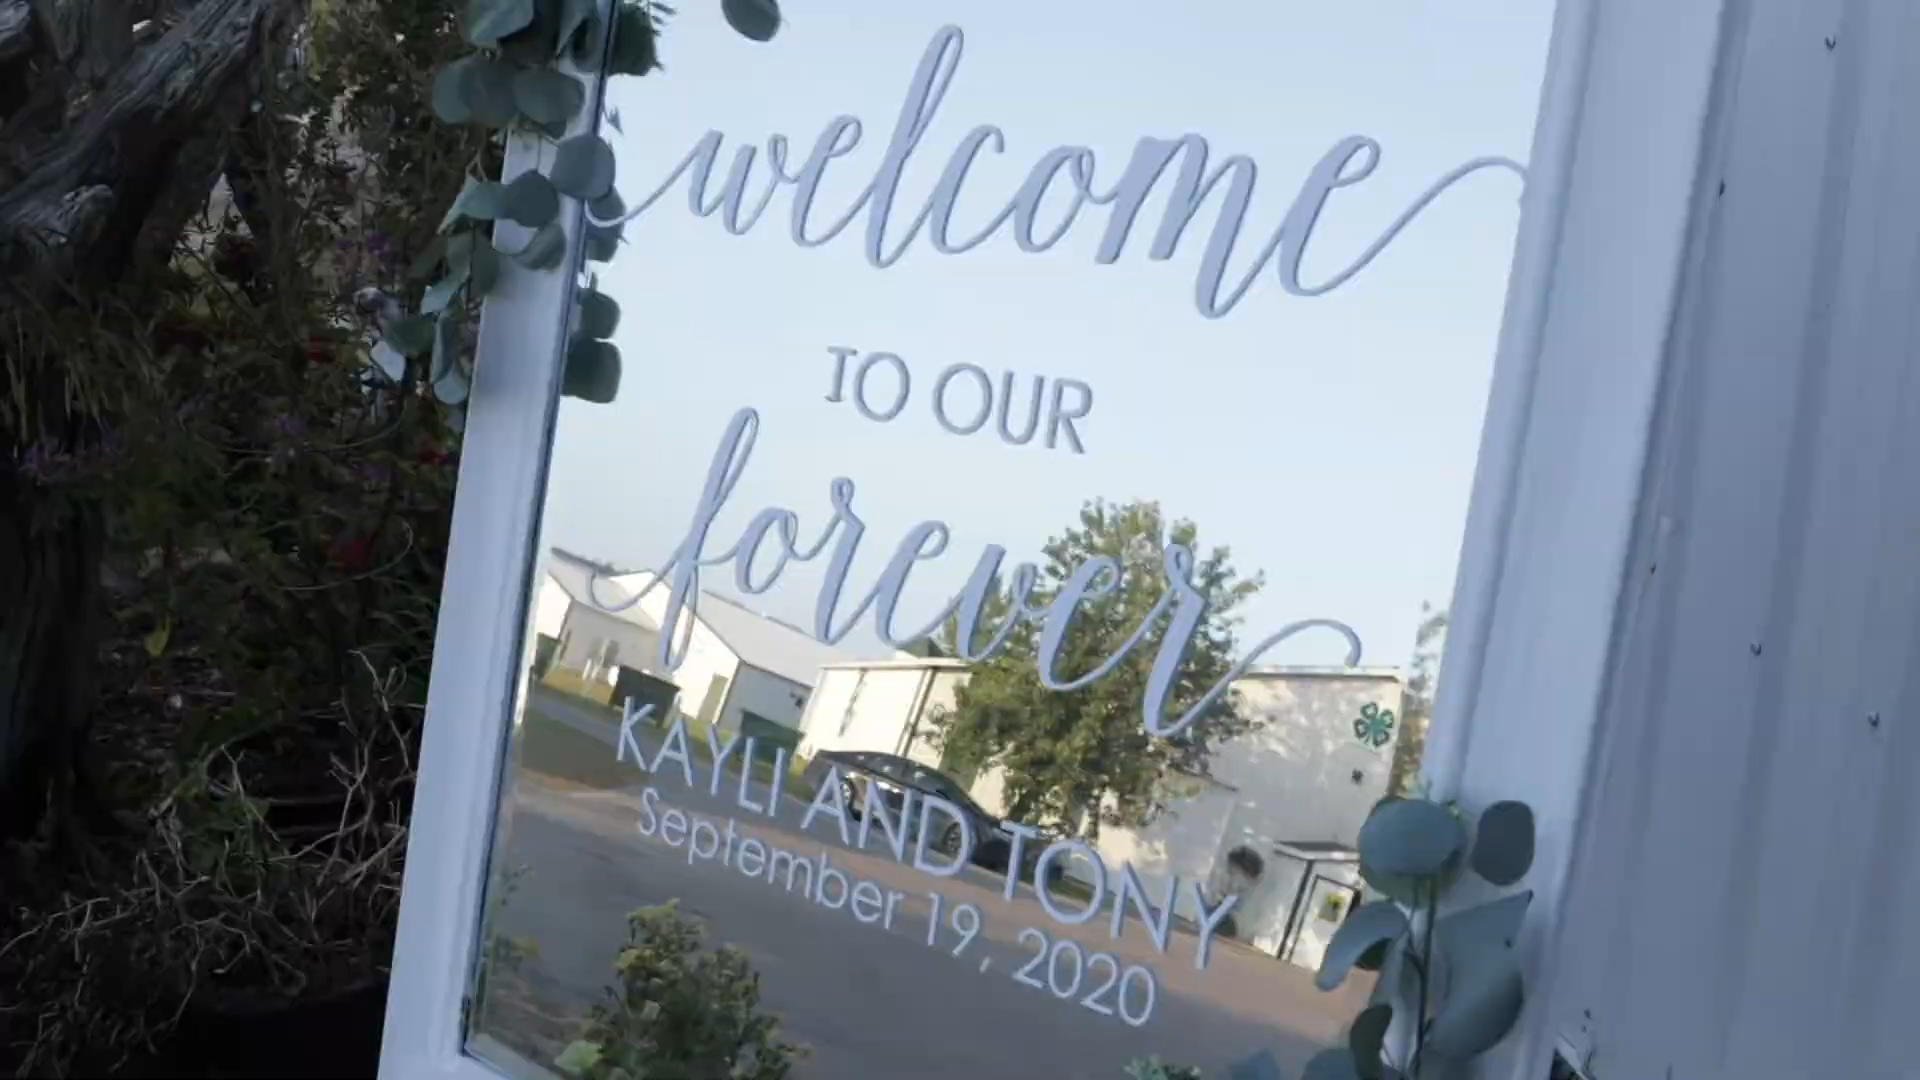 welcome
TO OUR
forever
KAYLI AND TONY
September 19, 2020